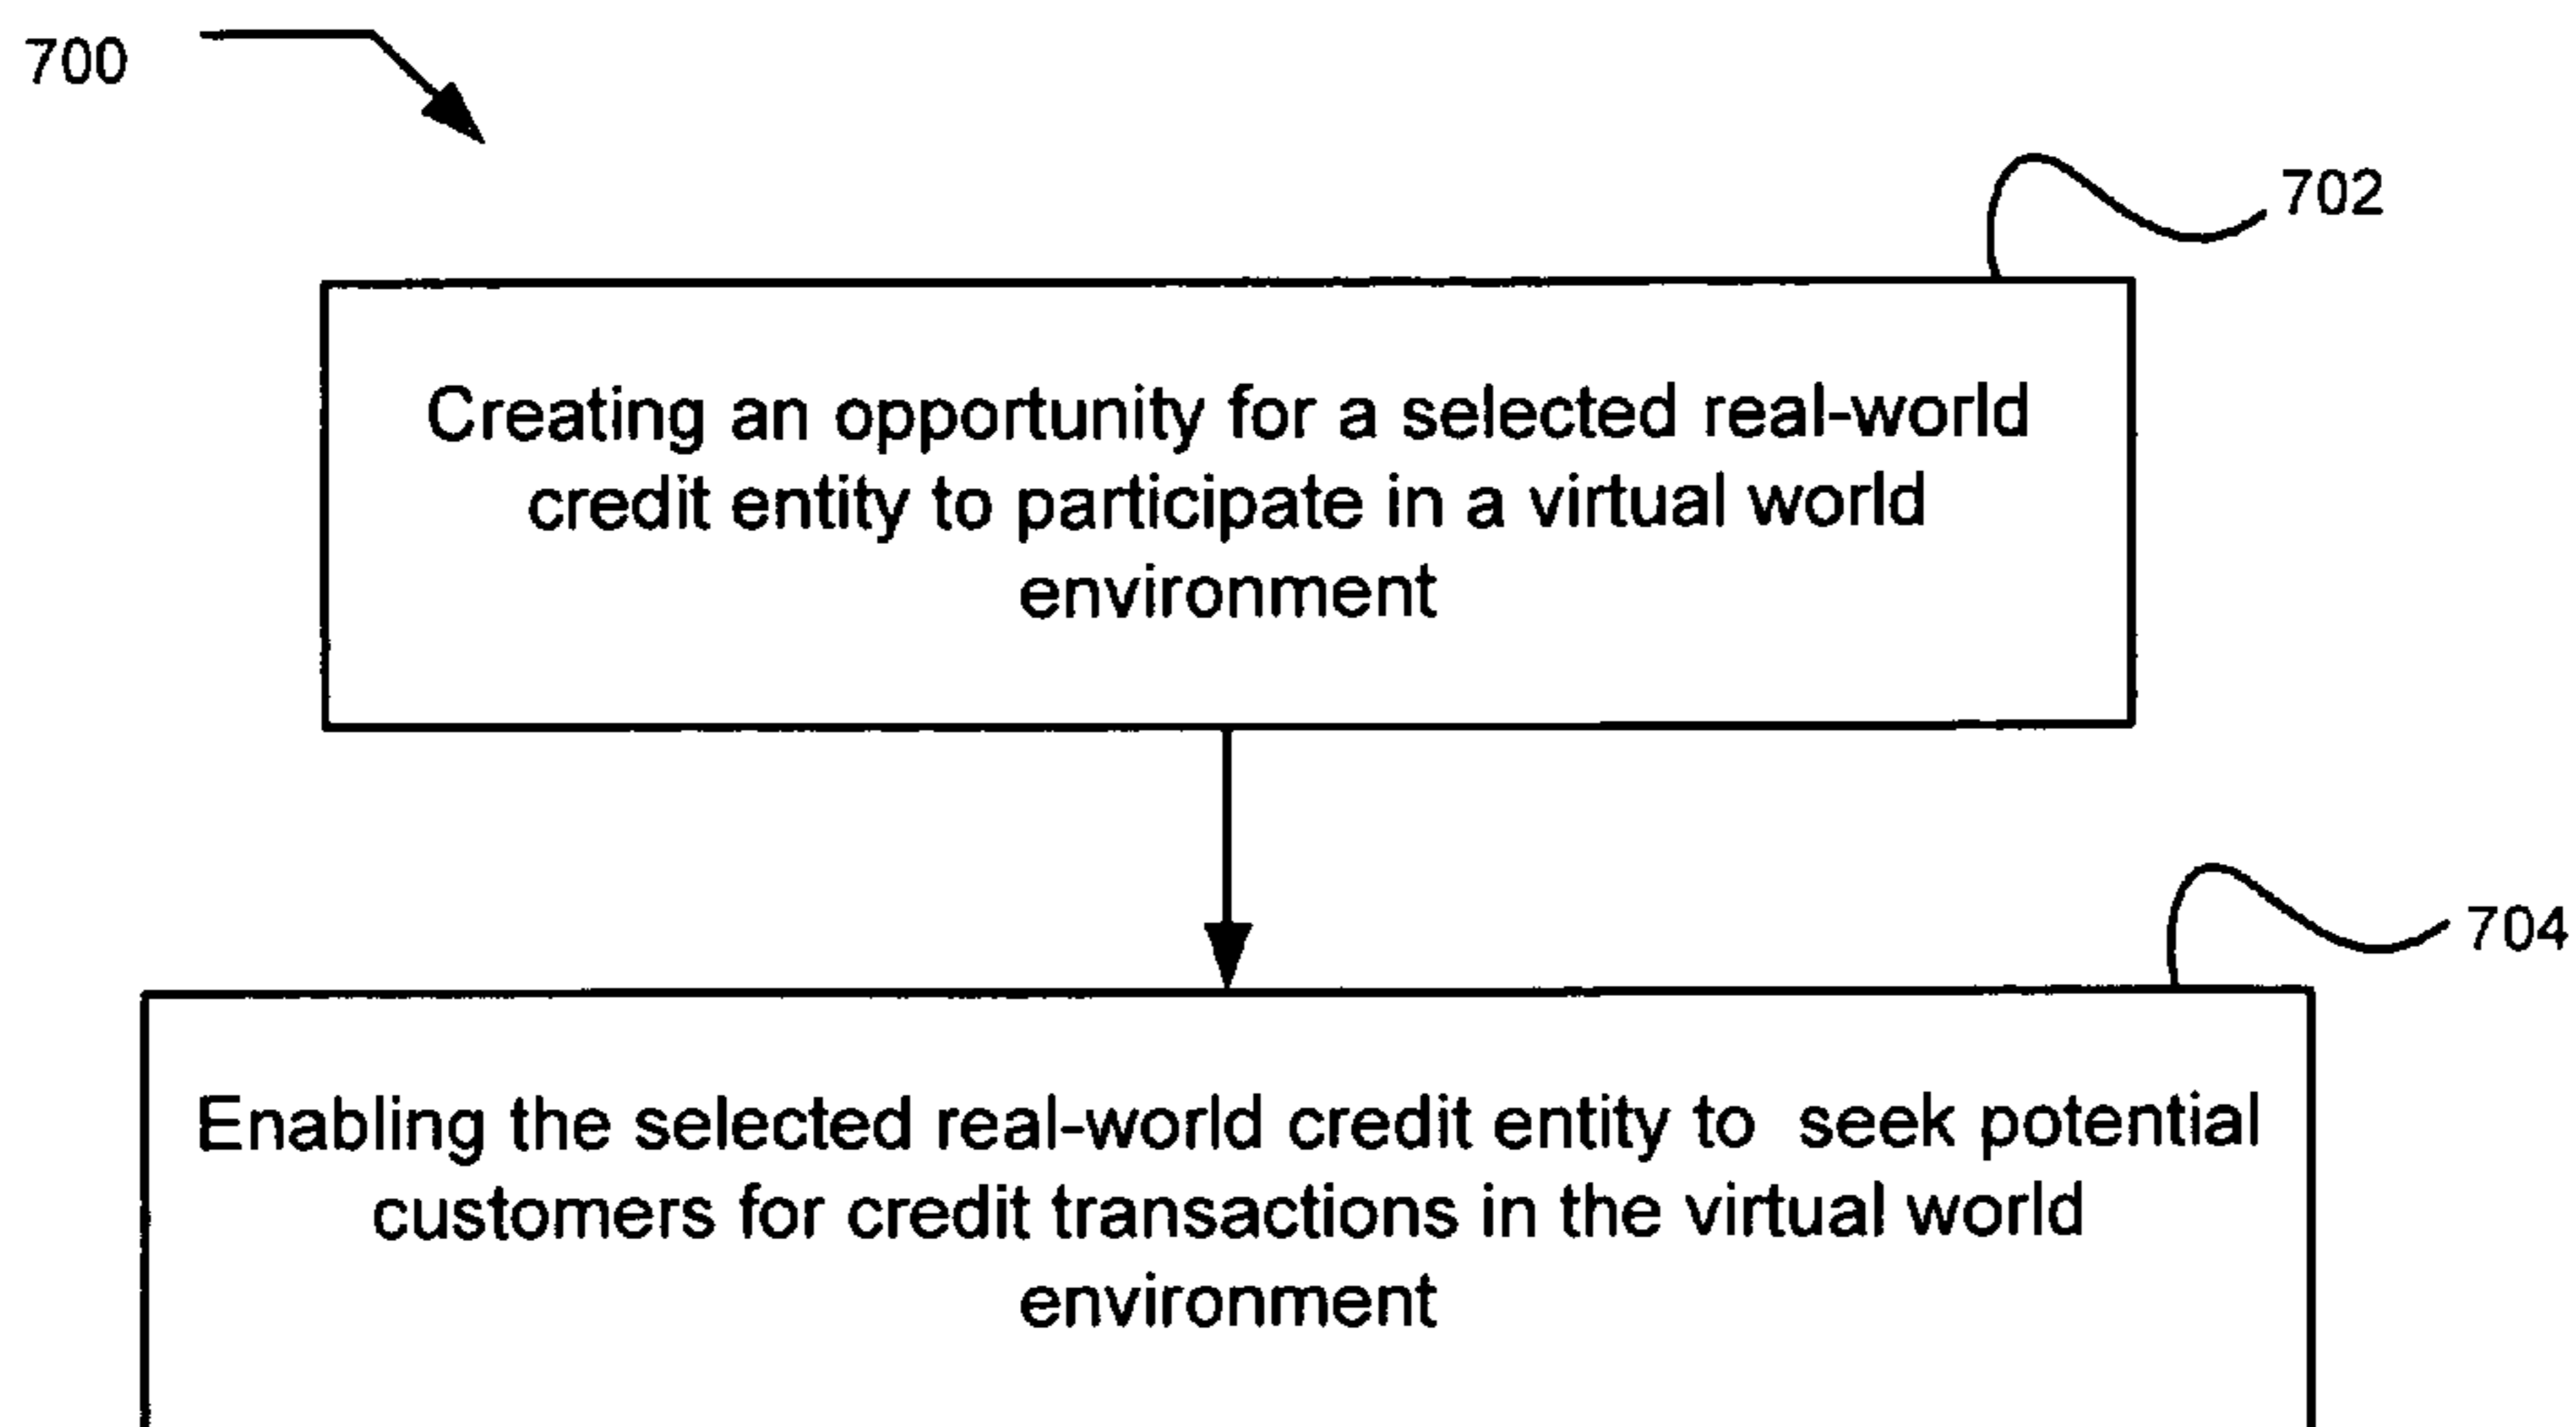 700
702
Creating an opportunity for a selected real-world
credit entity to participate in a virtual world
environment
704
Enabling the selected real-world credit entity to  seek potential
customers for credit transactions in the virtual world
environment